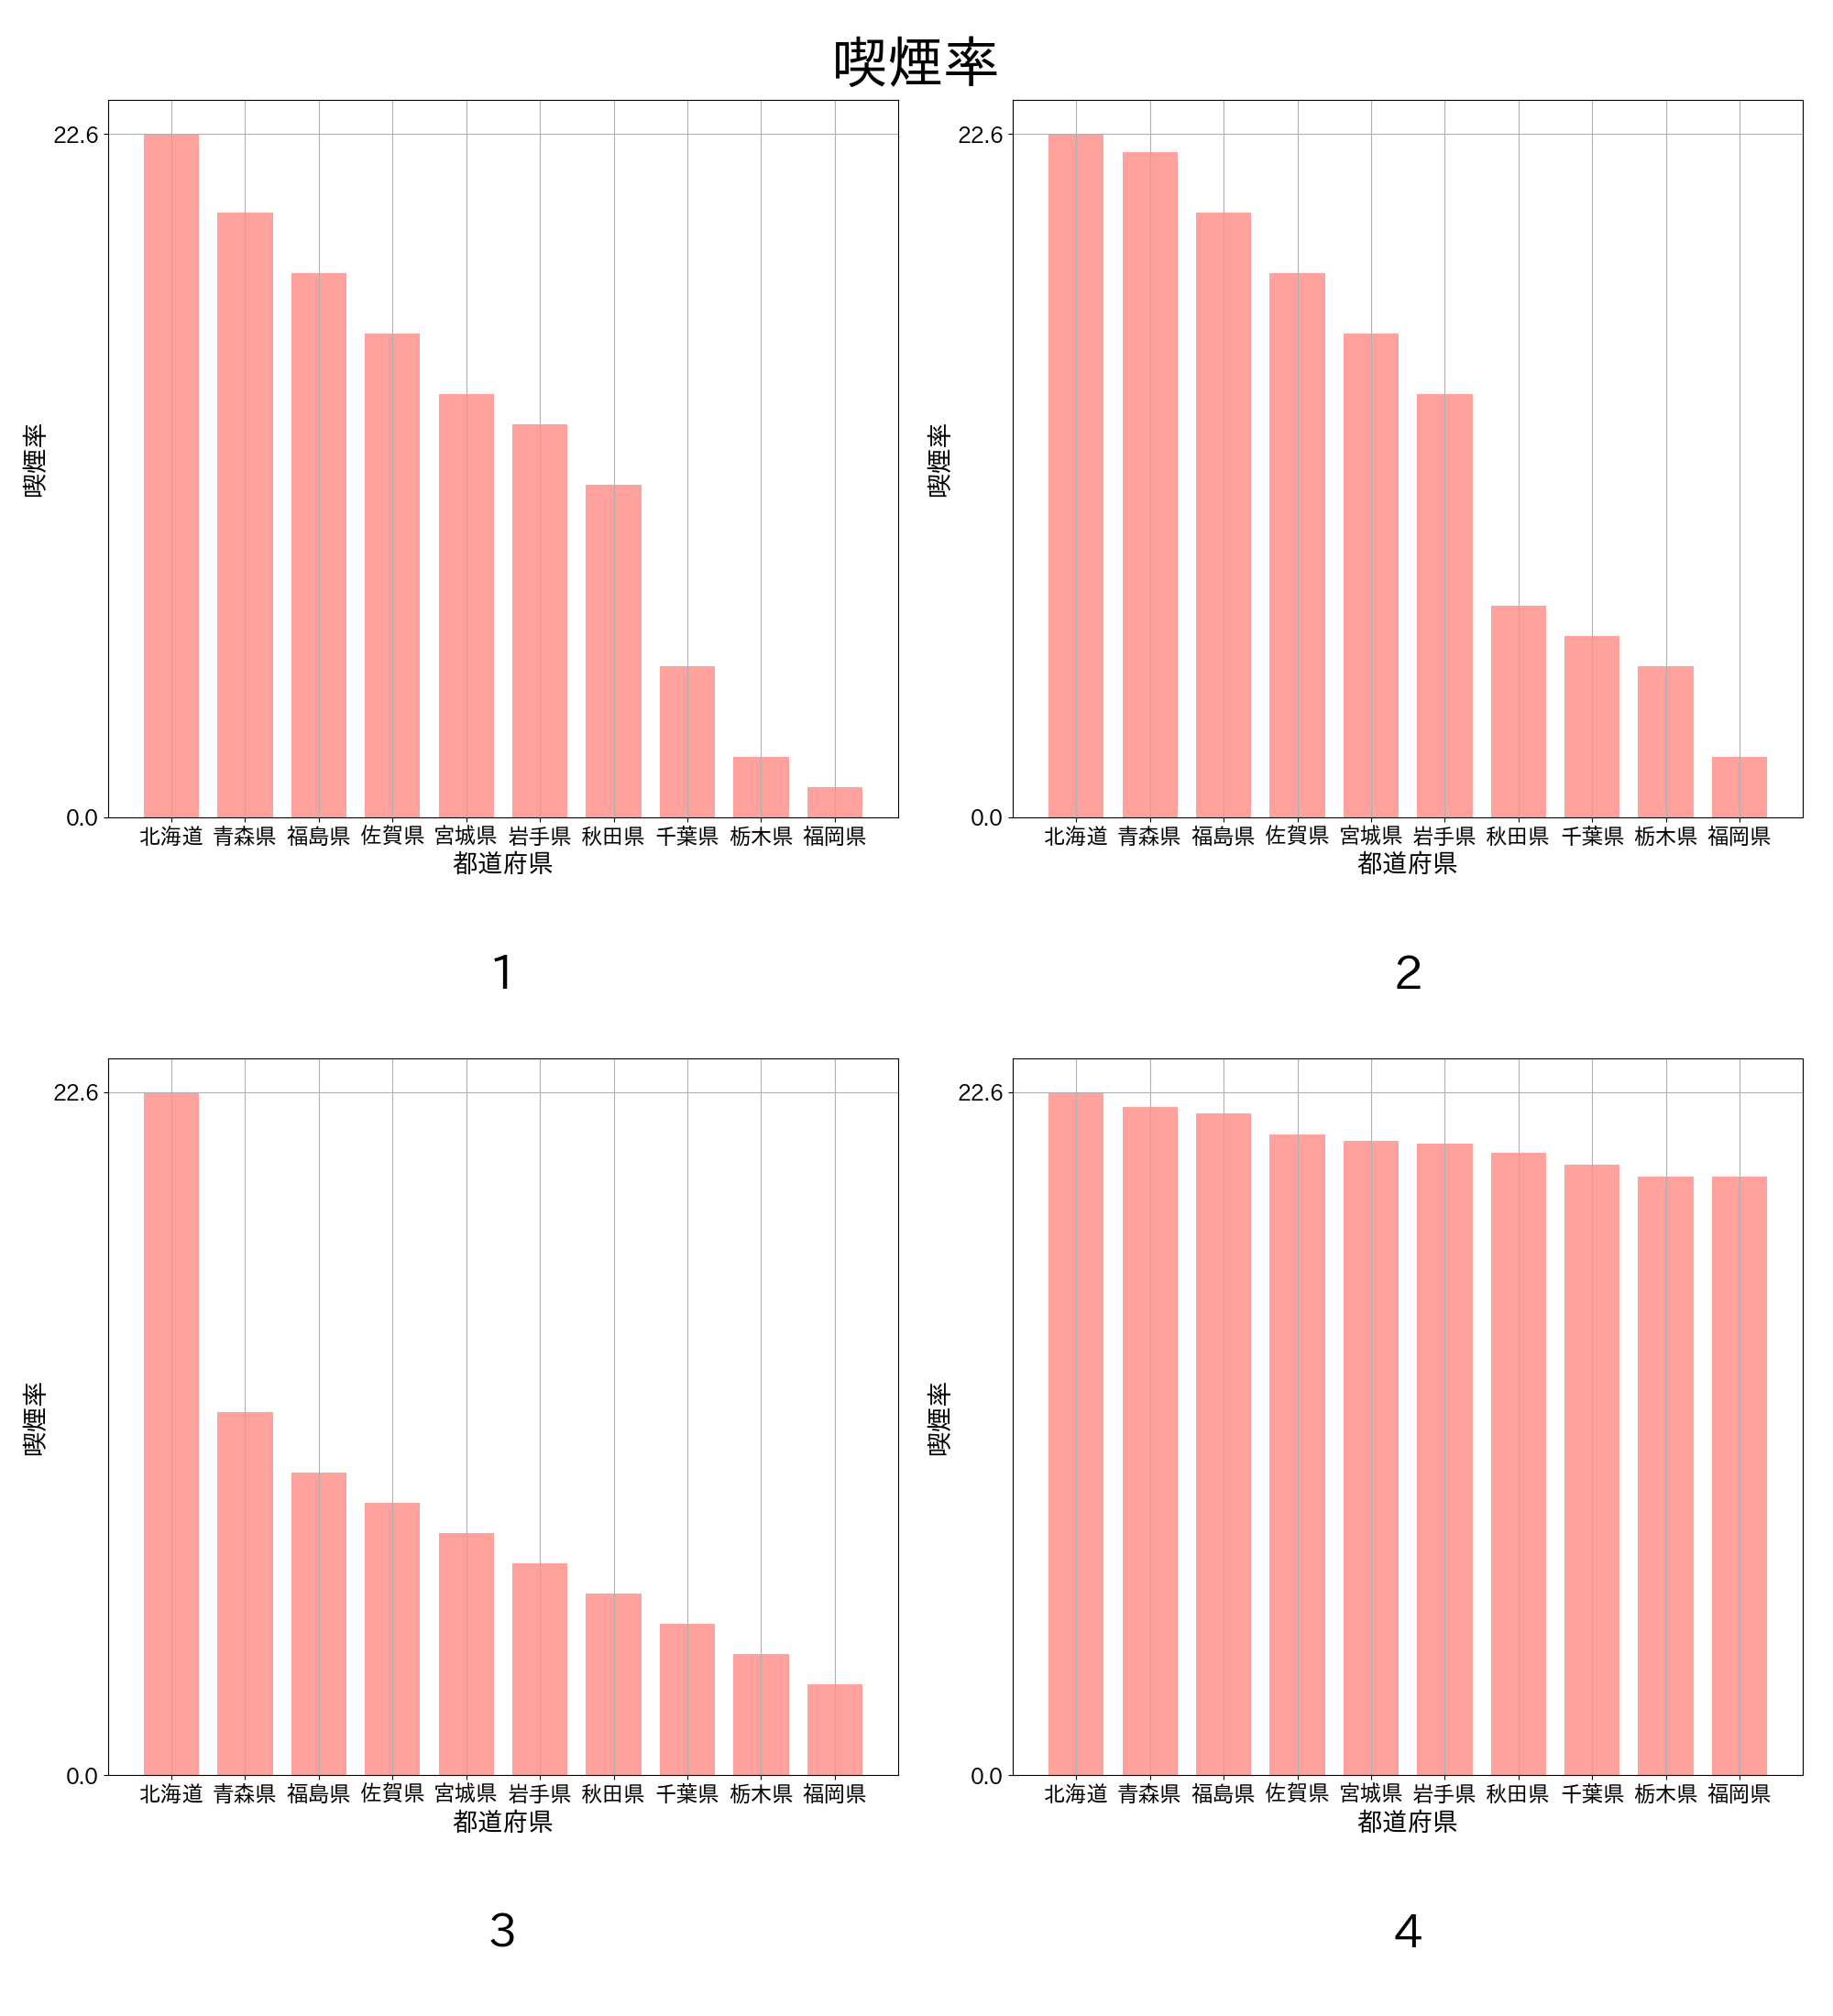 喫煙率
22.6
0.0
喫煙率
北海道 青森県 福島県 佐賀県 宮城県 岩手県 秋田県 千葉県 栃木県 福岡県
都道府県
1
22.6
0.0
喫煙率
北海道 青森県 福島県 佐賀県 宮城県 岩手県 秋田県 千葉県 栃木県 福岡県
都道府県
2
22.6
0.0
喫煙率
北海道 青森県 福島県 佐賀県 宮城県 岩手県 秋田県 千葉県 栃木県 福岡県
都道府県
3
22.6
0.0
喫煙率
北海道 青森県 福島県 佐賀県 宮城県 岩手県 秋田県 千葉県 栃木県 福岡県
都道府県
4